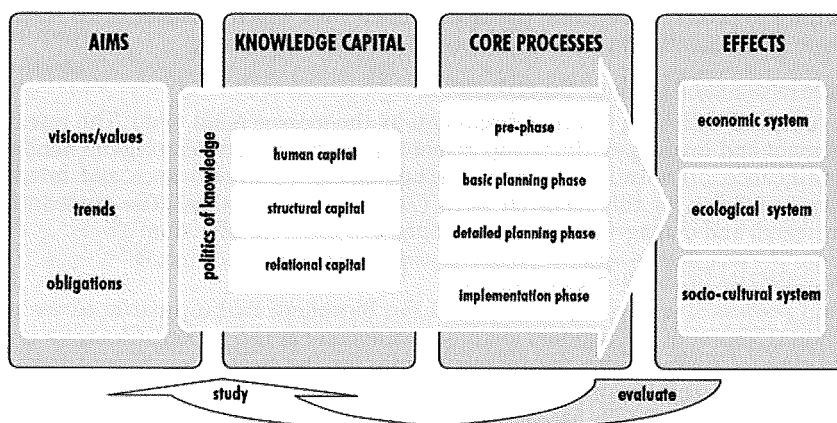 AIMS
KNOWLEDGE CAPITAL
CORE PROCESSES
EFFECTS
visions/values
trends
obligations
politics of knowledge
human capital
structural capital
relational capital
pre-phase
basic planning phase
detailed planning phase
implementation phase
economic system
ecological system
socio-cultural system
study
evaluate